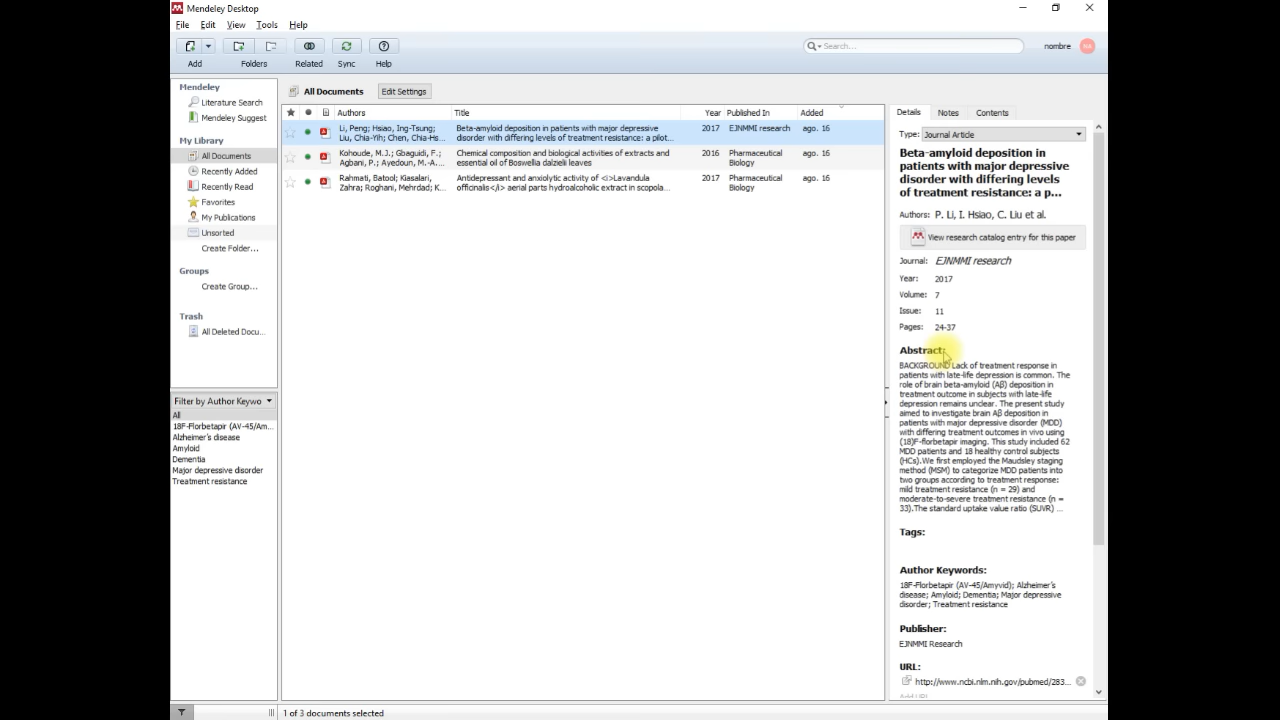 Mendeley Desktop
File Edit View Tools Help
Search...
nombre
Add Folders Related Sync Help
Mendeley
Literature Search
Mendeley Suggest
My Library
All Documents
Recently Added
Recently Read
Favorites
My Publications
Unsorted
Create Folder...
Groups
Create Group...
Trash
All Deleted Docu...
Filter by Author Keywo
All
18F-Florbetapir (AV-45/Am...
Alzheimer's disease
Amyloid
Dementia
Major depressive disorder
Treatment resistance
All Documents Edit Settings
Authors Title Year Published In Added
Li, Peng; Hsiao, Ing-Tsung; Beta-amyloid deposition in patients with major depressive 2017 EJNMMI research ago. 16
Liu, Chia-Yih; Chen, Chia-Hs... disorder with differing levels of treatment resistance: a pilot...
Kohoude, M.J.; Gbaguidi, F.; Chemical composition and biological activities of extracts and 2016 Pharmaceutical ago. 16
Agbani, P.; Ayedoun, M.-A.... essential oil of Boswellia dalzielii leaves Biology
Rahmati, Batool; Kiasalari, Antidepressant and anxiolytic activity of <i>Lavandula 2017 Pharmaceutical ago. 16
Zahra; Roghani, Mehrdad; K... officinalis</i> aerial parts hydroalcoholic extract in scopola... Biology
Details Notes Contents
Type: Journal Article
Beta-amyloid deposition in
patients with major depressive
disorder with differing levels
of treatment resistance: a p...
Authors: P. Li, I. Hsiao, C. Liu et al.
View research catalog entry for this paper
Journal: EJNMMI research
Year: 2017
Volume: 7
Issue: 11
Pages: 24-37
Abstract:
BACKGROUND Lack of treatment response in
patients with late-life depression is common. The
role of brain beta-amyloid (Aβ) deposition in
treatment outcome in subjects with late-life
depression remains unclear. The present study
aimed to investigate brain Aβ deposition in
patients with major depressive disorder (MDD)
with differing treatment outcomes in vivo using
(18)F-florbetapir imaging. This study included 62
MDD patients and 18 healthy control subjects
(HCs).We first employed the Maudsley staging
method (MSM) to categorize MDD patients into
two groups according to treatment response:
mild treatment resistance (n = 29) and
moderate-to-severe treatment resistance (n =
33).The standard uptake value ratio (SUVR) ...
Tags:
Author Keywords:
18F-Florbetapir (AV-45/Amyvid); Alzheimer's
disease; Amyloid; Dementia; Major depressive
disorder; Treatment resistance
Publisher:
EJNMMI Research
URL:
http://www.ncbi.nlm.nih.gov/pubmed/283...
1 of 3 documents selected